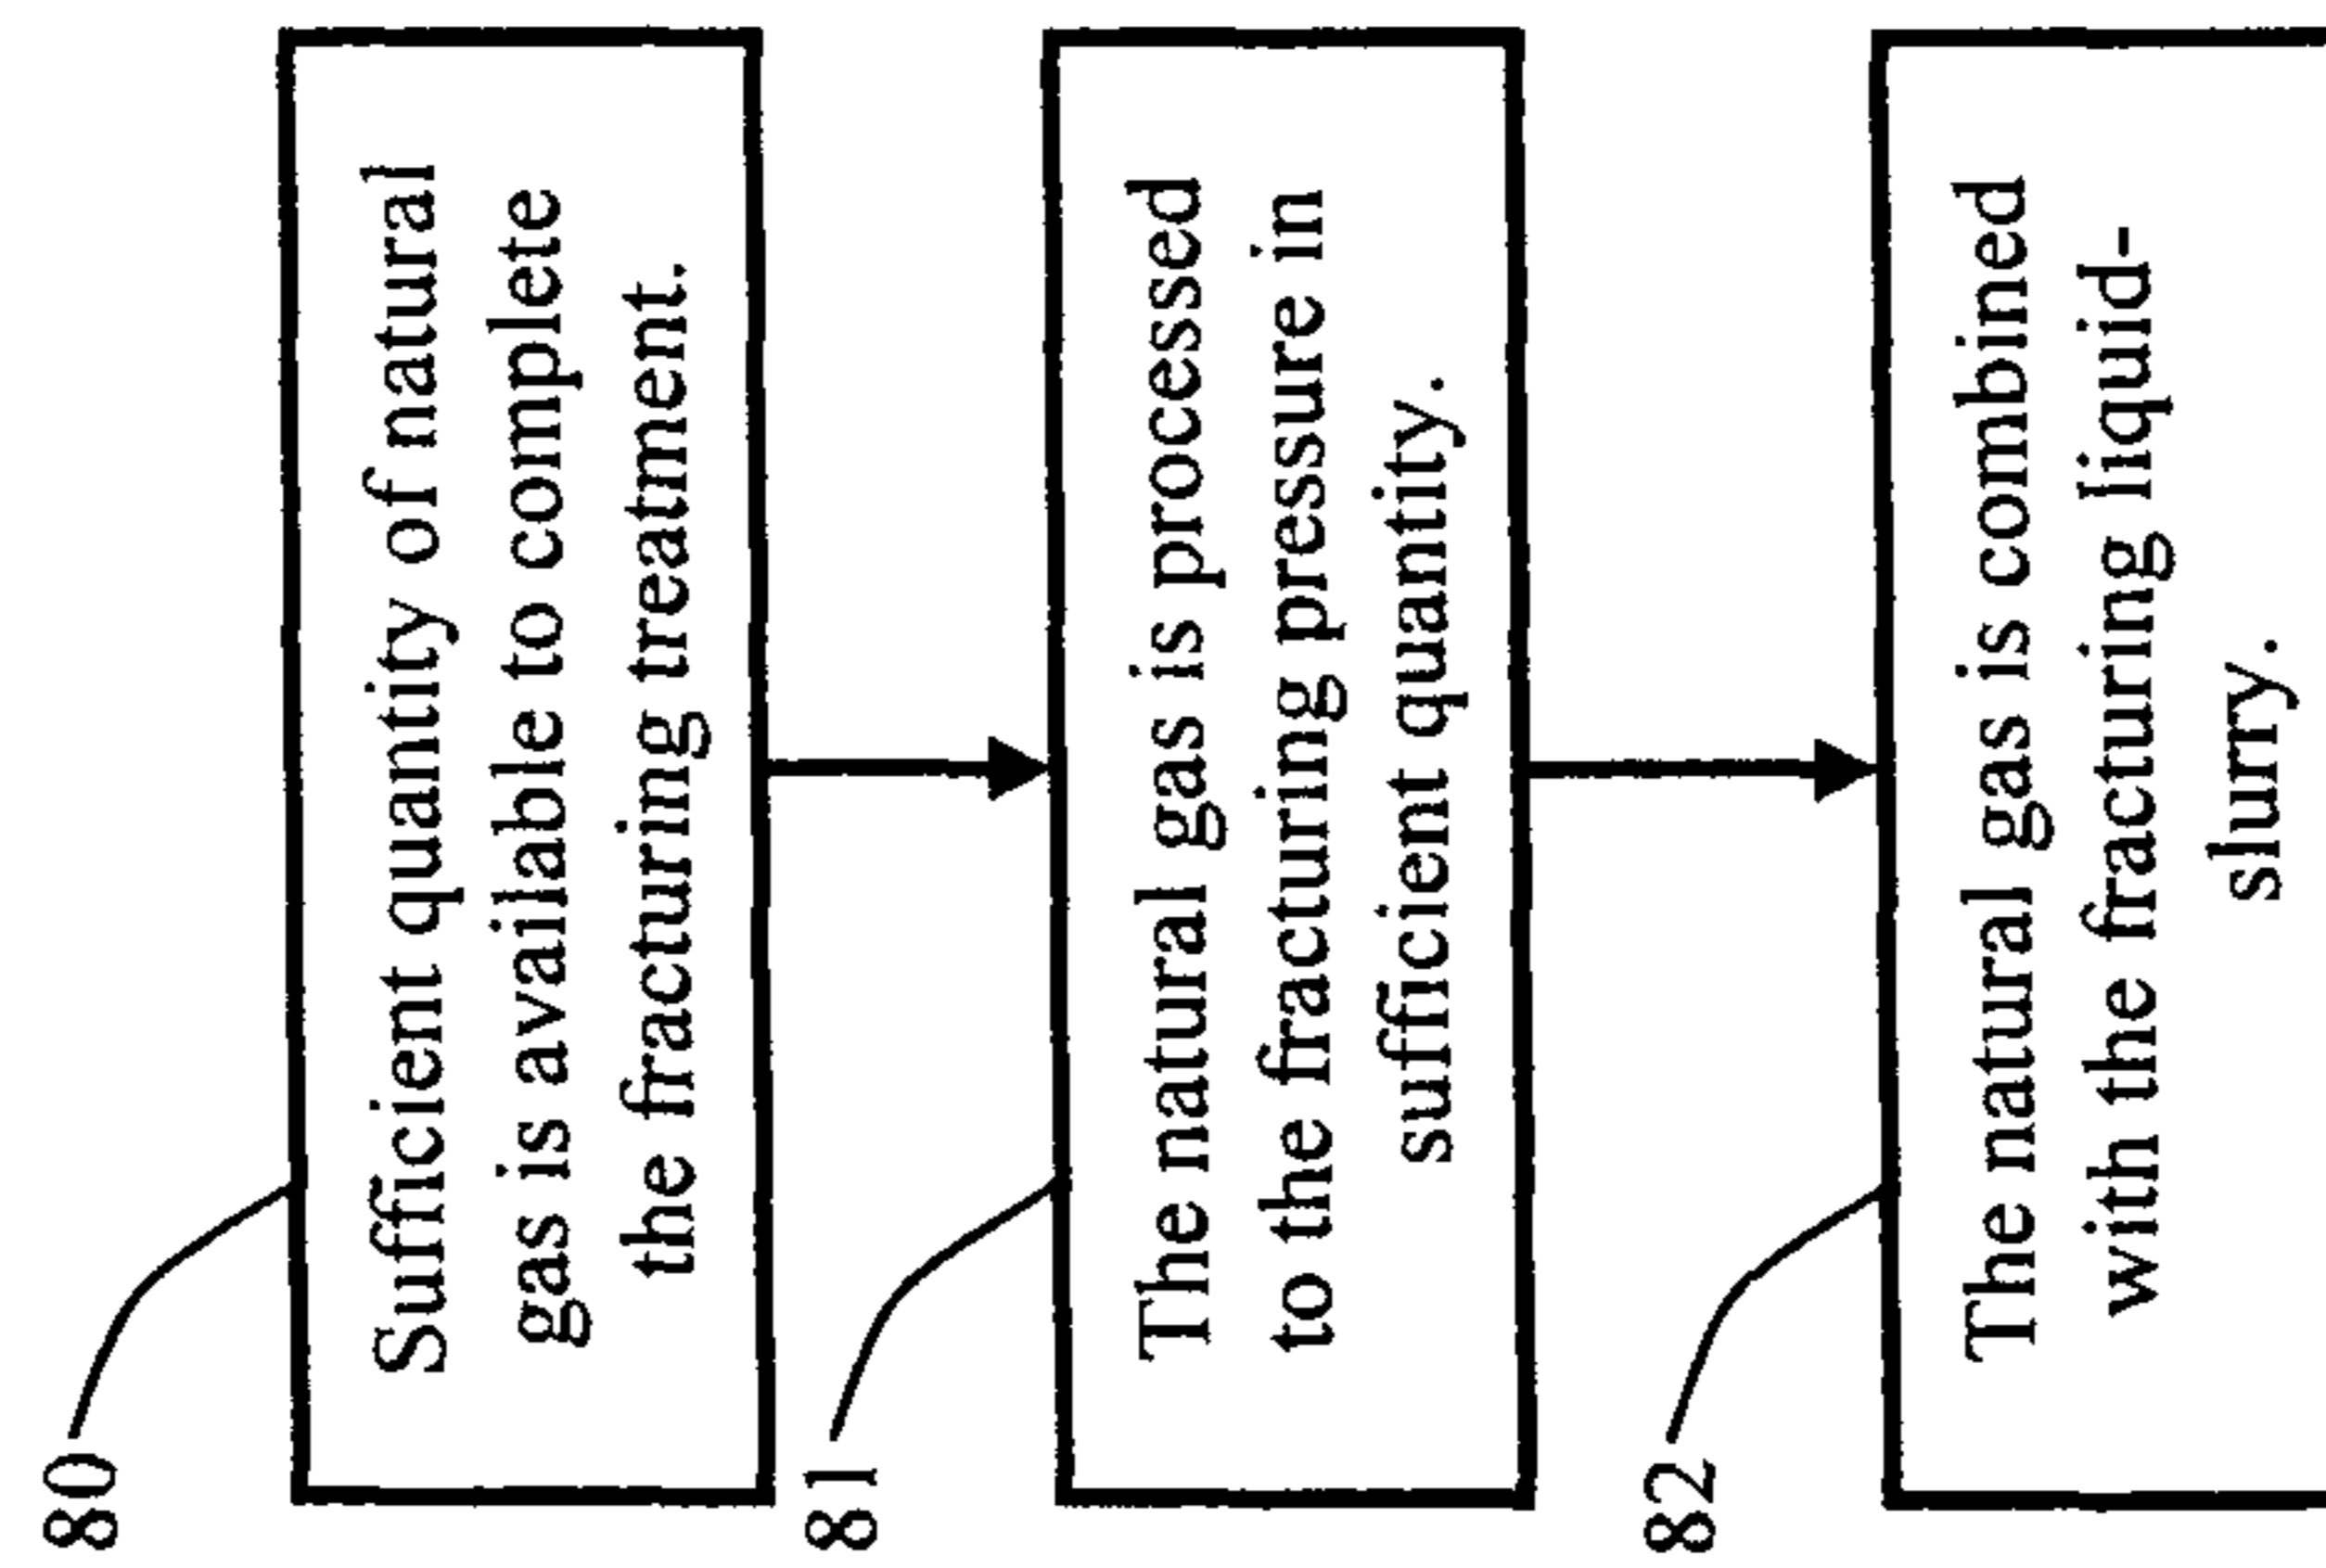 80
Sufficient quantity of natural
gas is available to complete
the fracturing treatment.
81
The natural gas is processed
to the fracturing pressure in
sufficient quantity.
82
The natural gas is combined
with the fracturing liquid-
slurry.